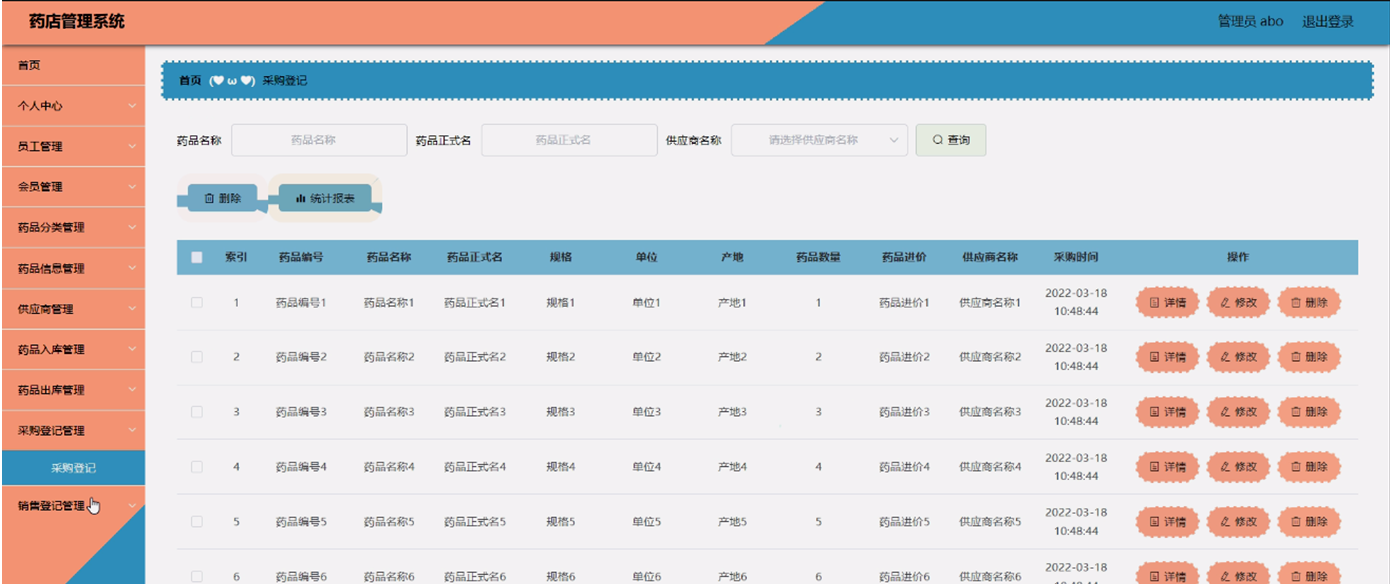 药店管理系统
管理员 abo 退出登录
首页
个人中心
员工管理
会员管理
药品分类管理
药品信息管理
供应商管理
药品入库管理
药品出库管理
采购登记管理
采购登记
销售登记管理
首页 (♥ ω ♥) 采购登记
药品名称 药品名称 药品正式名 药品正式名 供应商名称 请选择供应商名称 查询
删除 统计报表
索引 药品编号 药品名称 药品正式名 规格 单位 产地 药品数量 药品进价 供应商名称 采购时间 操作
1 药品编号1 药品名称1 药品正式名1 规格1 单位1 产地1 1 药品进价1 供应商名称1 2022-03-18 详情 修改 删除
10:48:44
2 药品编号2 药品名称2 药品正式名2 规格2 单位2 产地2 2 药品进价2 供应商名称2 2022-03-18 详情 修改 删除
10:48:44
3 药品编号3 药品名称3 药品正式名3 规格3 单位3 产地3 3 药品进价3 供应商名称3 2022-03-18 详情 修改 删除
10:48:44
4 药品编号4 药品名称4 药品正式名4 规格4 单位4 产地4 4 药品进价4 供应商名称4 2022-03-18 详情 修改 删除
10:48:44
5 药品编号5 药品名称5 药品正式名5 规格5 单位5 产地5 5 药品进价5 供应商名称5 2022-03-18 详情 修改 删除
10:48:44
6 药品编号6 药品名称6 药品正式名6 规格6 单位6 产地6 6 药品进价6 供应商名称6 2022-03-18 详情 修改 删除